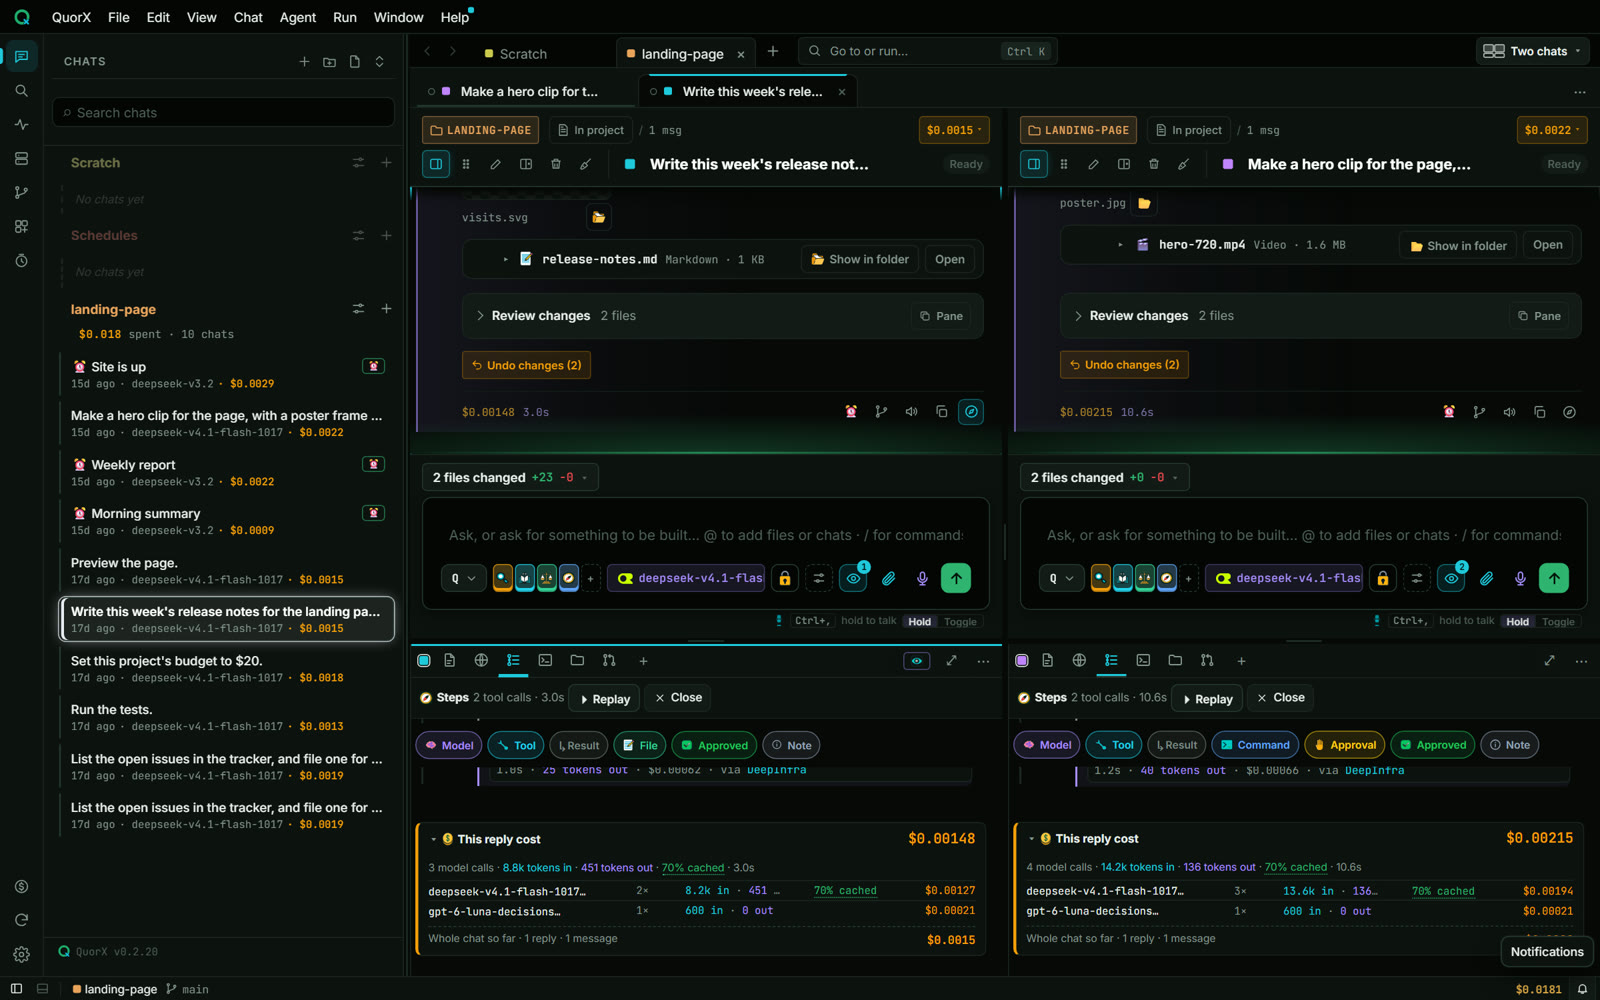 QuorX File Edit View Chat Agent Run Window Help
CHATS
Search chats
Scratch
No chats yet
Schedules
No chats yet
landing-page
$0.018 spent · 10 chats
Site is up
15d ago · deepseek-v3.2 · $0.0029
Make a hero clip for the page, with a poster frame ...
15d ago · deepseek-v4.1-flash-1017 · $0.0022
Weekly report
15d ago · deepseek-v3.2 · $0.0022
Morning summary
15d ago · deepseek-v3.2 · $0.0009
Preview the page.
17d ago · deepseek-v4.1-flash-1017 · $0.0015
Write this week's release notes for the landing pa...
17d ago · deepseek-v4.1-flash-1017 · $0.0015
Set this project's budget to $20.
17d ago · deepseek-v4.1-flash-1017 · $0.0018
Run the tests.
17d ago · deepseek-v4.1-flash-1017 · $0.0013
List the open issues in the tracker, and file one for ...
17d ago · deepseek-v4.1-flash-1017 · $0.0019
List the open issues in the tracker, and file one for ...
17d ago · deepseek-v4.1-flash-1017 · $0.0019
QuorX v0.2.20
Scratch
landing-page ×
Go to or run... Ctrl K
Two chats
Make a hero clip for t...
Write this week's rele... ×
LANDING-PAGE In project / 1 msg $0.0015
Write this week's release not... Ready
visits.svg
release-notes.md Markdown · 1 KB Show in folder Open
Review changes 2 files Pane
Undo changes (2)
$0.00148 3.0s
2 files changed +23 -0
Ask, or ask for something to be built... @ to add files or chats · / for commands
Q deepseek-v4.1-flas 1
Ctrl+, hold to talk Hold Toggle
Steps 2 tool calls · 3.0s Replay × Close
Model Tool Result File Approved Note
1.0s · 25 tokens out · $0.00062 · via DeepInfra
This reply cost $0.00148
3 model calls · 8.8k tokens in · 451 tokens out · 70% cached · 3.0s
deepseek-v4.1-flash-1017... 2× 8.2k in · 451 ... 70% cached $0.00127
gpt-6-luna-decisions... 1× 600 in · 0 out $0.00021
Whole chat so far · 1 reply · 1 message $0.0015
LANDING-PAGE In project / 1 msg $0.0022
Make a hero clip for the page,... Ready
poster.jpg
hero-720.mp4 Video · 1.6 MB Show in folder Open
Review changes 2 files Pane
Undo changes (2)
$0.00215 10.6s
2 files changed +0 -0
Ask, or ask for something to be built... @ to add files or chats · / for commands
Q deepseek-v4.1-flas 2
Ctrl+, hold to talk Hold Toggle
Steps 2 tool calls · 10.6s Replay × Close
Model Tool Result Command Approval Approved Note
1.2s · 40 tokens out · $0.00066 · via DeepInfra
This reply cost $0.00215
4 model calls · 14.2k tokens in · 136 tokens out · 70% cached · 10.6s
deepseek-v4.1-flash-1017... 3× 13.6k in · 136... 70% cached $0.00194
gpt-6-luna-decisions... 1× 600 in · 0 out $0.00021
Whole chat so far · 1 reply · 1 message
Notifications
landing-page main $0.0181